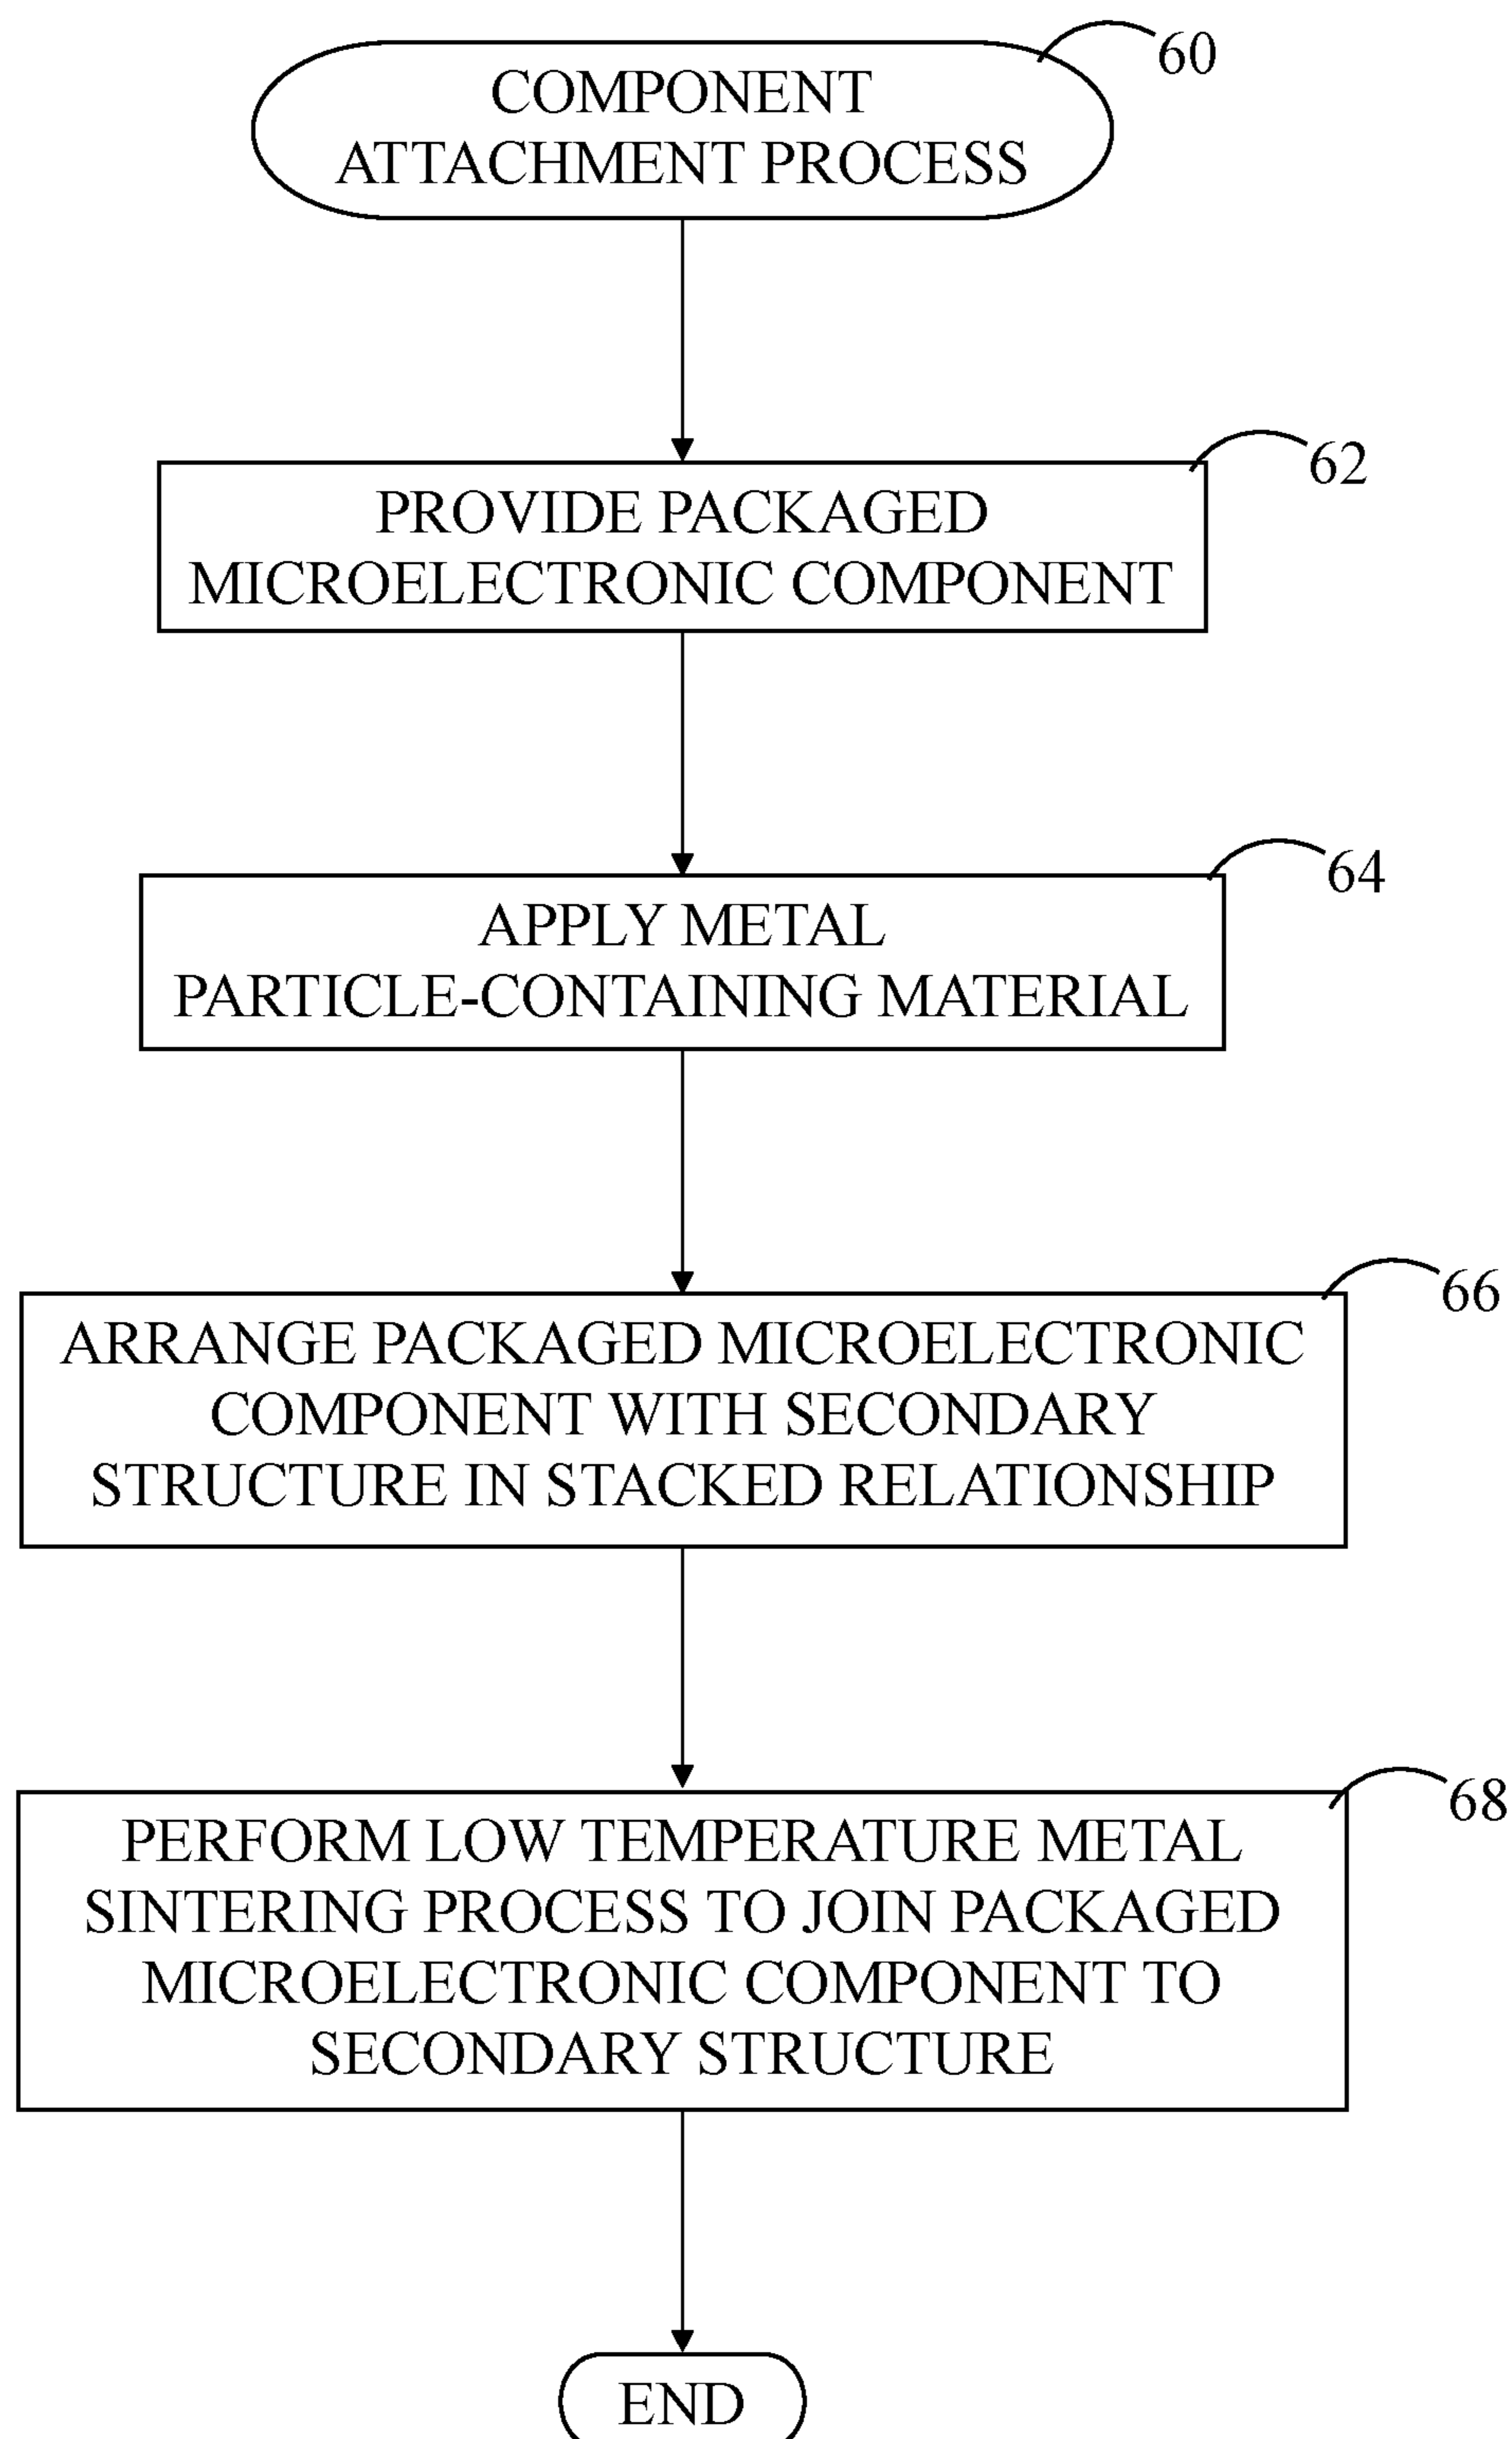 60
COMPONENT
ATTACHMENT PROCESS
62
PROVIDE PACKAGED
MICROELECTRONIC COMPONENT
64
APPLY METAL
PARTICLE-CONTAINING MATERIAL
66
ARRANGE PACKAGED MICROELECTRONIC
COMPONENT WITH SECONDARY
STRUCTURE IN STACKED RELATIONSHIP
68
PERFORM LOW TEMPERATURE METAL
SINTERING PROCESS TO JOIN PACKAGED
MICROELECTRONIC COMPONENT TO
SECONDARY STRUCTURE
END